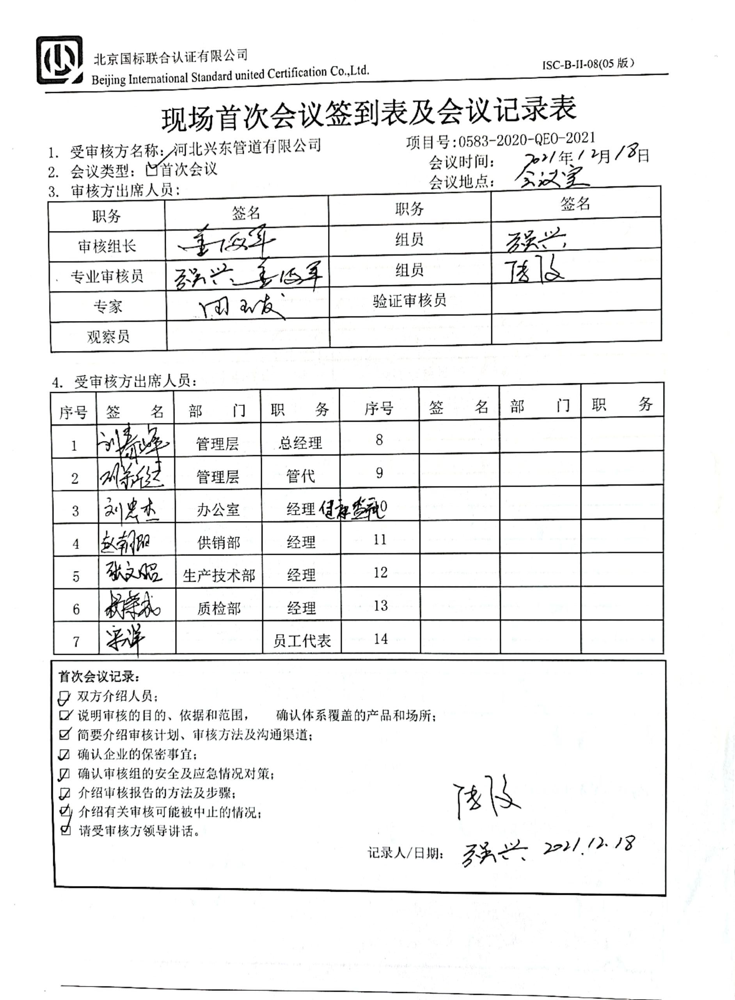 北京国标联合认证有限公司
Beijing International Standard united Certification Co.,Ltd.
ISC-B-II-08(05 版)
现场首次会议签到表及会议记录表
1. 受审核方名称：河北兴东管道有限公司 项目号:0583-2020-QEO-2021
2. 会议类型：☑首次会议 会议时间： 2021年12月18日
3. 审核方出席人员： 会议地点： 会议室
职务 签名 职务 签名
审核组长 组员 强兴
专业审核员 强兴 组员
专家 验证审核员
观察员
4. 受审核方出席人员：
序号 签 名 部 门 职 务 序号 签 名 部 门 职 务
1 刘春峰 管理层 总经理 8
2 管理层 管代 9
3 刘忠杰 办公室 经理 10
4 赵朝阳 供销部 经理 11
5 张文昭 生产技术部 经理 12
6 质检部 经理 13
7 宋洋 员工代表 14
首次会议记录：
☑ 双方介绍人员；
☑ 说明审核的目的、依据和范围， 确认体系覆盖的产品和场所；
☑ 简要介绍审核计划、审核方法及沟通渠道；
☑ 确认企业的保密事宜；
☑ 确认审核组的安全及应急情况对策；
☑ 介绍审核报告的方法及步骤；
☑ 介绍有关审核可能被中止的情况；
☑ 请受审核方领导讲话。
记录人/日期： 强兴 2021.12.18